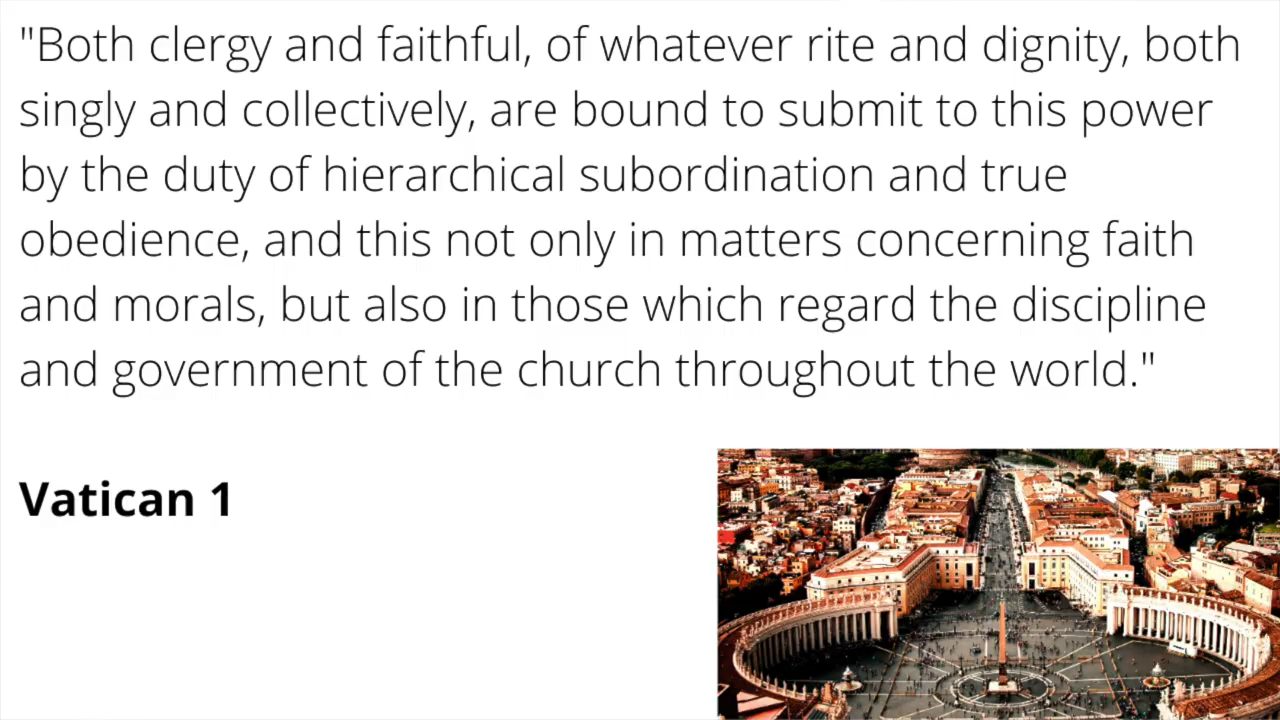 "Both clergy and faithful, of whatever rite and dignity, both
singly and collectively, are bound to submit to this power
by the duty of hierarchical subordination and true
obedience, and this not only in matters concerning faith
and morals, but also in those which regard the discipline
and government of the church throughout the world."
Vatican 1